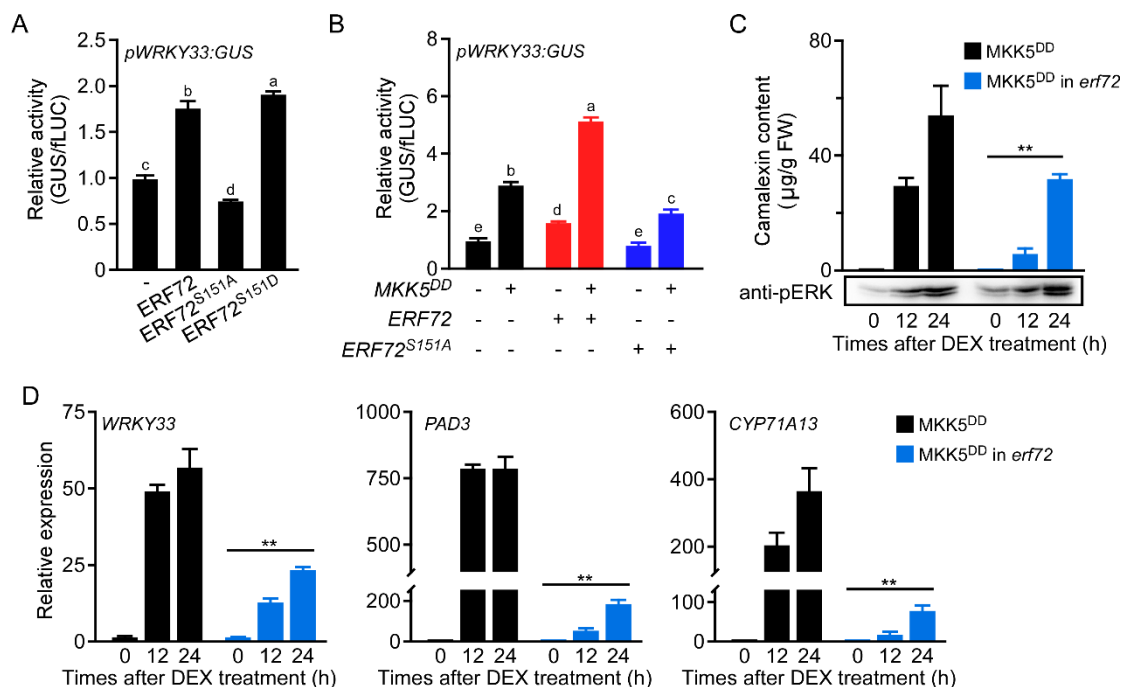 A
pWRKY33:GUS
Relative activity
(GUS/fLUC)
2.5
2.0
1.5
1.0
0.5
0
c
b
d
a
-
ERF72
ERF72S151A
ERF72S151D
B
pWRKY33:GUS
Relative activity
(GUS/fLUC)
8
6
4
2
0
e
b
d
a
e
c
MKK5DD - + - + - +
ERF72 - - + + - -
ERF72S151A - - - - + +
C
MKK5DD
MKK5DD in erf72
Camalexin content
(µg/g FW)
80
60
40
20
0
**
anti-pERK
0 12 24 0 12 24
Times after DEX treatment (h)
D
WRKY33
Relative expression
75
50
25
0
**
0 12 24 0 12 24
Times after DEX treatment (h)
PAD3
1000
750
500
200
0
**
0 12 24 0 12 24
Times after DEX treatment (h)
CYP71A13
600
400
200
100
50
0
**
0 12 24 0 12 24
Times after DEX treatment (h)
MKK5DD
MKK5DD in erf72